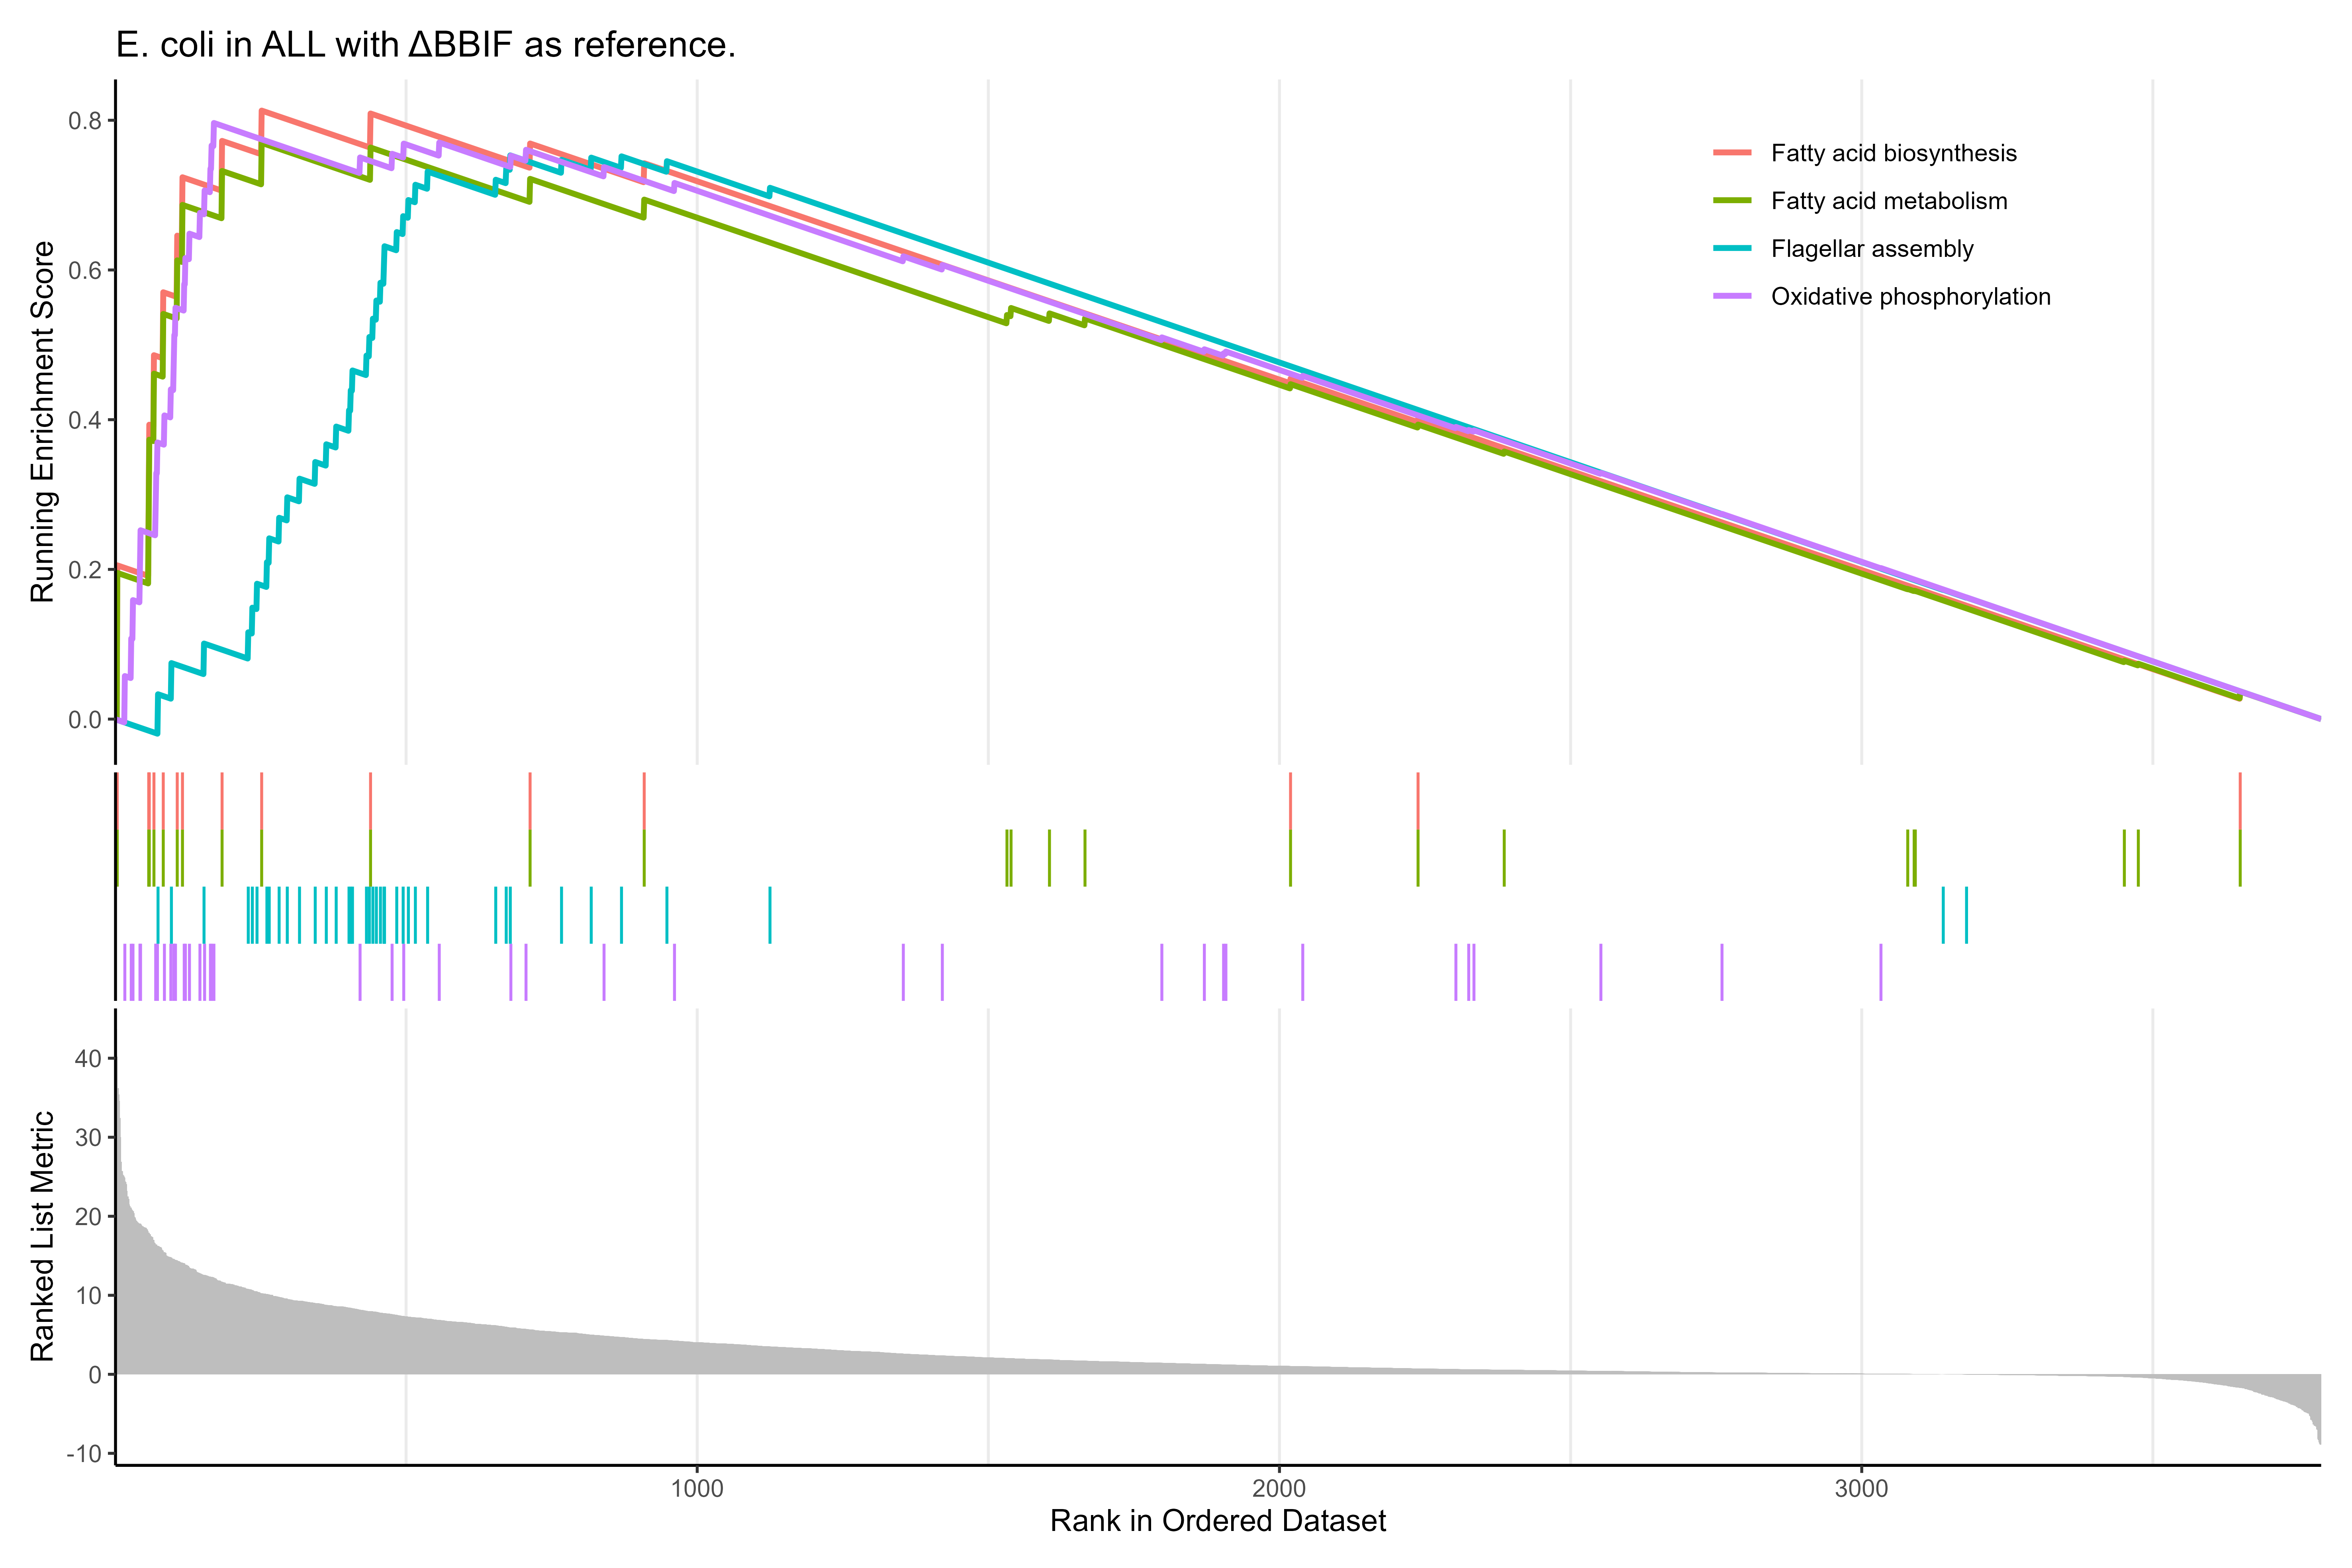 E. coli in ALL with ΔBBIF as reference.
Running Enrichment Score
0.8
0.6
0.4
0.2
0.0
Fatty acid biosynthesis
Fatty acid metabolism
Flagellar assembly
Oxidative phosphorylation
Ranked List Metric
40
30
20
10
0
-10
1000 2000 3000
Rank in Ordered Dataset